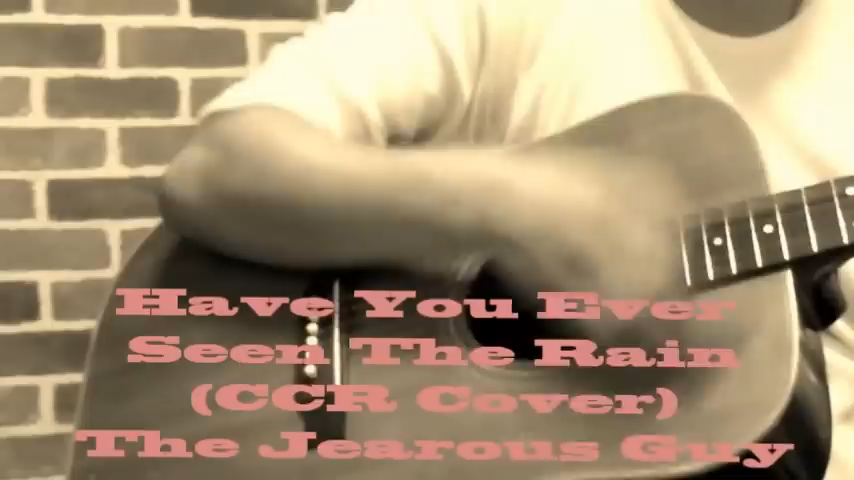 Have You Ever
Seen The Rain
(CCR Cover)
The Jearous Guy